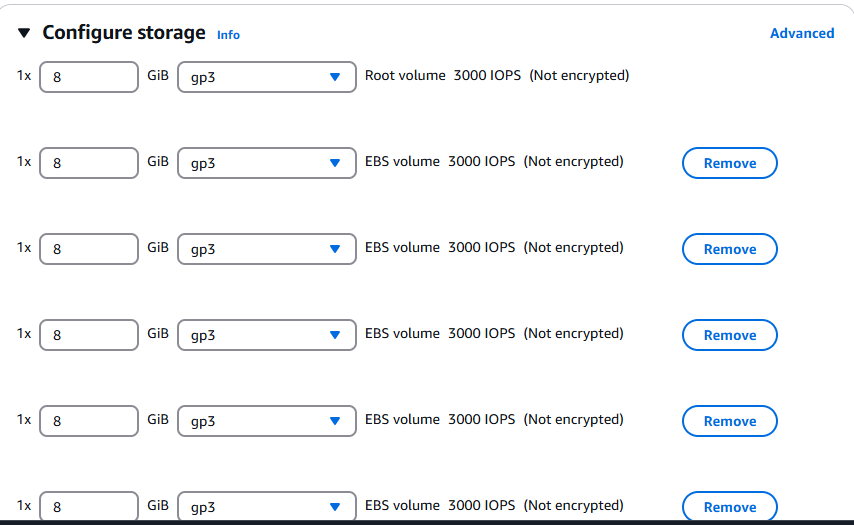 Configure storage Info Advanced
1x 8 GiB gp3 Root volume 3000 IOPS (Not encrypted)
1x 8 GiB gp3 EBS volume 3000 IOPS (Not encrypted) Remove
1x 8 GiB gp3 EBS volume 3000 IOPS (Not encrypted) Remove
1x 8 GiB gp3 EBS volume 3000 IOPS (Not encrypted) Remove
1x 8 GiB gp3 EBS volume 3000 IOPS (Not encrypted) Remove
1x 8 GiB gp3 EBS volume 3000 IOPS (Not encrypted) Remove